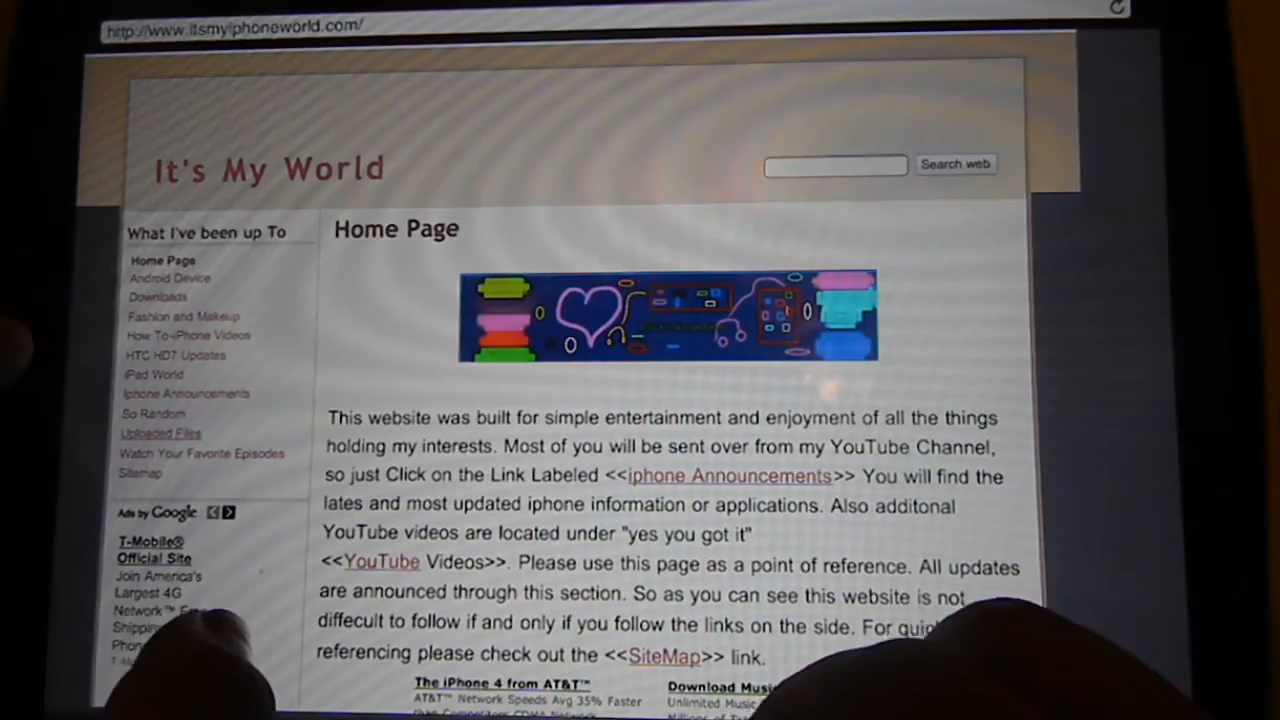 http://www.itsmyiphoneworld.com/
It's My World
Search web
What I've been up To
Home Page
Android Device
Downloads
Fashion and Makeup
How To-iPhone Videos
HTC HD7 Updates
iPad World
Iphone Announcements
So Random
Uploaded Files
Watch Your Favorite Episodes
Sitemap
Ads by Google
T-Mobile®
Official Site
Join America's
Largest 4G
Network™
Home Page
This website was built for simple entertainment and enjoyment of all the things
holding my interests. Most of you will be sent over from my YouTube Channel,
so just Click on the Link Labeled <<iphone Announcements>> You will find the
lates and most updated iphone information or applications. Also additonal
YouTube videos are located under "yes you got it"
<<YouTube Videos>>. Please use this page as a point of reference. All updates
are announced through this section. So as you can see this website is not
diffecult to follow if and only if you follow the links on the side. For
referencing please check out the <<SiteMap>> link.
The iPhone 4 from AT&T™
AT&T™ Network Speeds Avg 35% Faster
than Competitors CDMA Network
Download
Unlimited Music